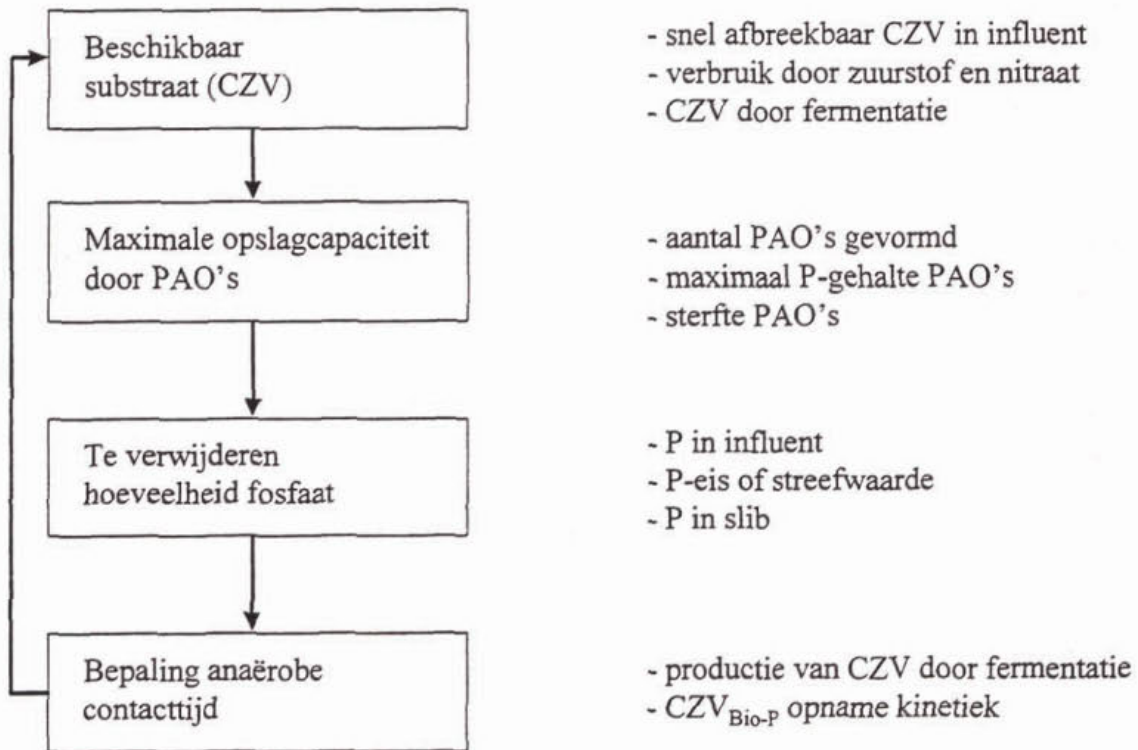 Beschikbaar
substraat (CZV)
- snel afbreekbaar CZV in influent
- verbruik door zuurstof en nitraat
- CZV door fermentatie
Maximale opslagcapaciteit
door PAO's
- aantal PAO's gevormd
- maximaal P-gehalte PAO's
- sterfte PAO's
Te verwijderen
hoeveelheid fosfaat
- P in influent
- P-eis of streefwaarde
- P in slib
Bepaling anaërobe
contacttijd
- productie van CZV door fermentatie
- CZV_Bio-P opname kinetiek